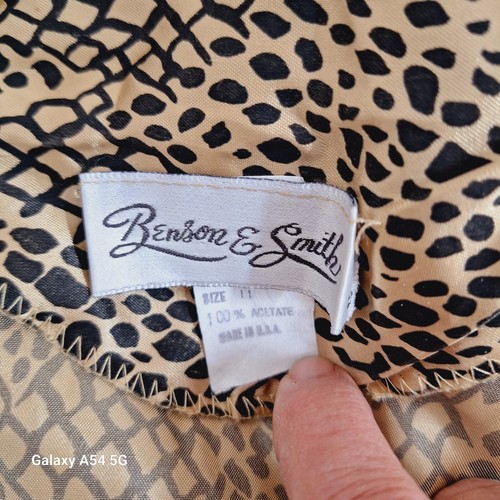 Benson & Smith
SIZE 11
100% ACETATE
MADE IN U.S.A.
Galaxy A54 5G